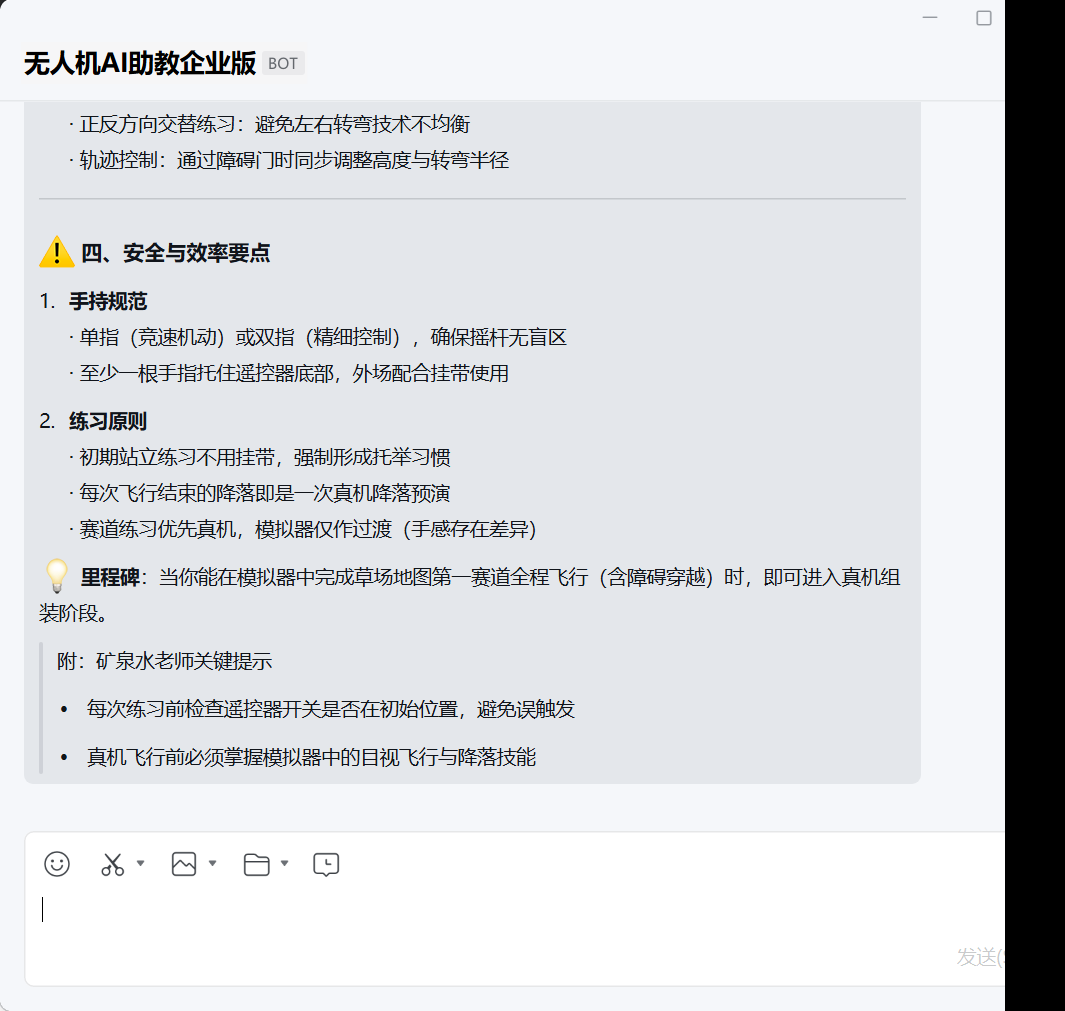 无人机AI助教企业版 BOT
· 正反方向交替练习：避免左右转弯技术不均衡
· 轨迹控制：通过障碍门时同步调整高度与转弯半径
四、安全与效率要点
1. 手持规范
· 单指（竞速机动）或双指（精细控制），确保摇杆无盲区
· 至少一根手指托住遥控器底部，外场配合挂带使用
2. 练习原则
· 初期站立练习不用挂带，强制形成托举习惯
· 每次飞行结束的降落即是一次真机降落预演
· 赛道练习优先真机，模拟器仅作过渡（手感存在差异）
里程碑：当你能在模拟器中完成草场地图第一赛道全程飞行（含障碍穿越）时，即可进入真机组
装阶段。
附：矿泉水老师关键提示
• 每次练习前检查遥控器开关是否在初始位置，避免误触发
• 真机飞行前必须掌握模拟器中的目视飞行与降落技能
发送(